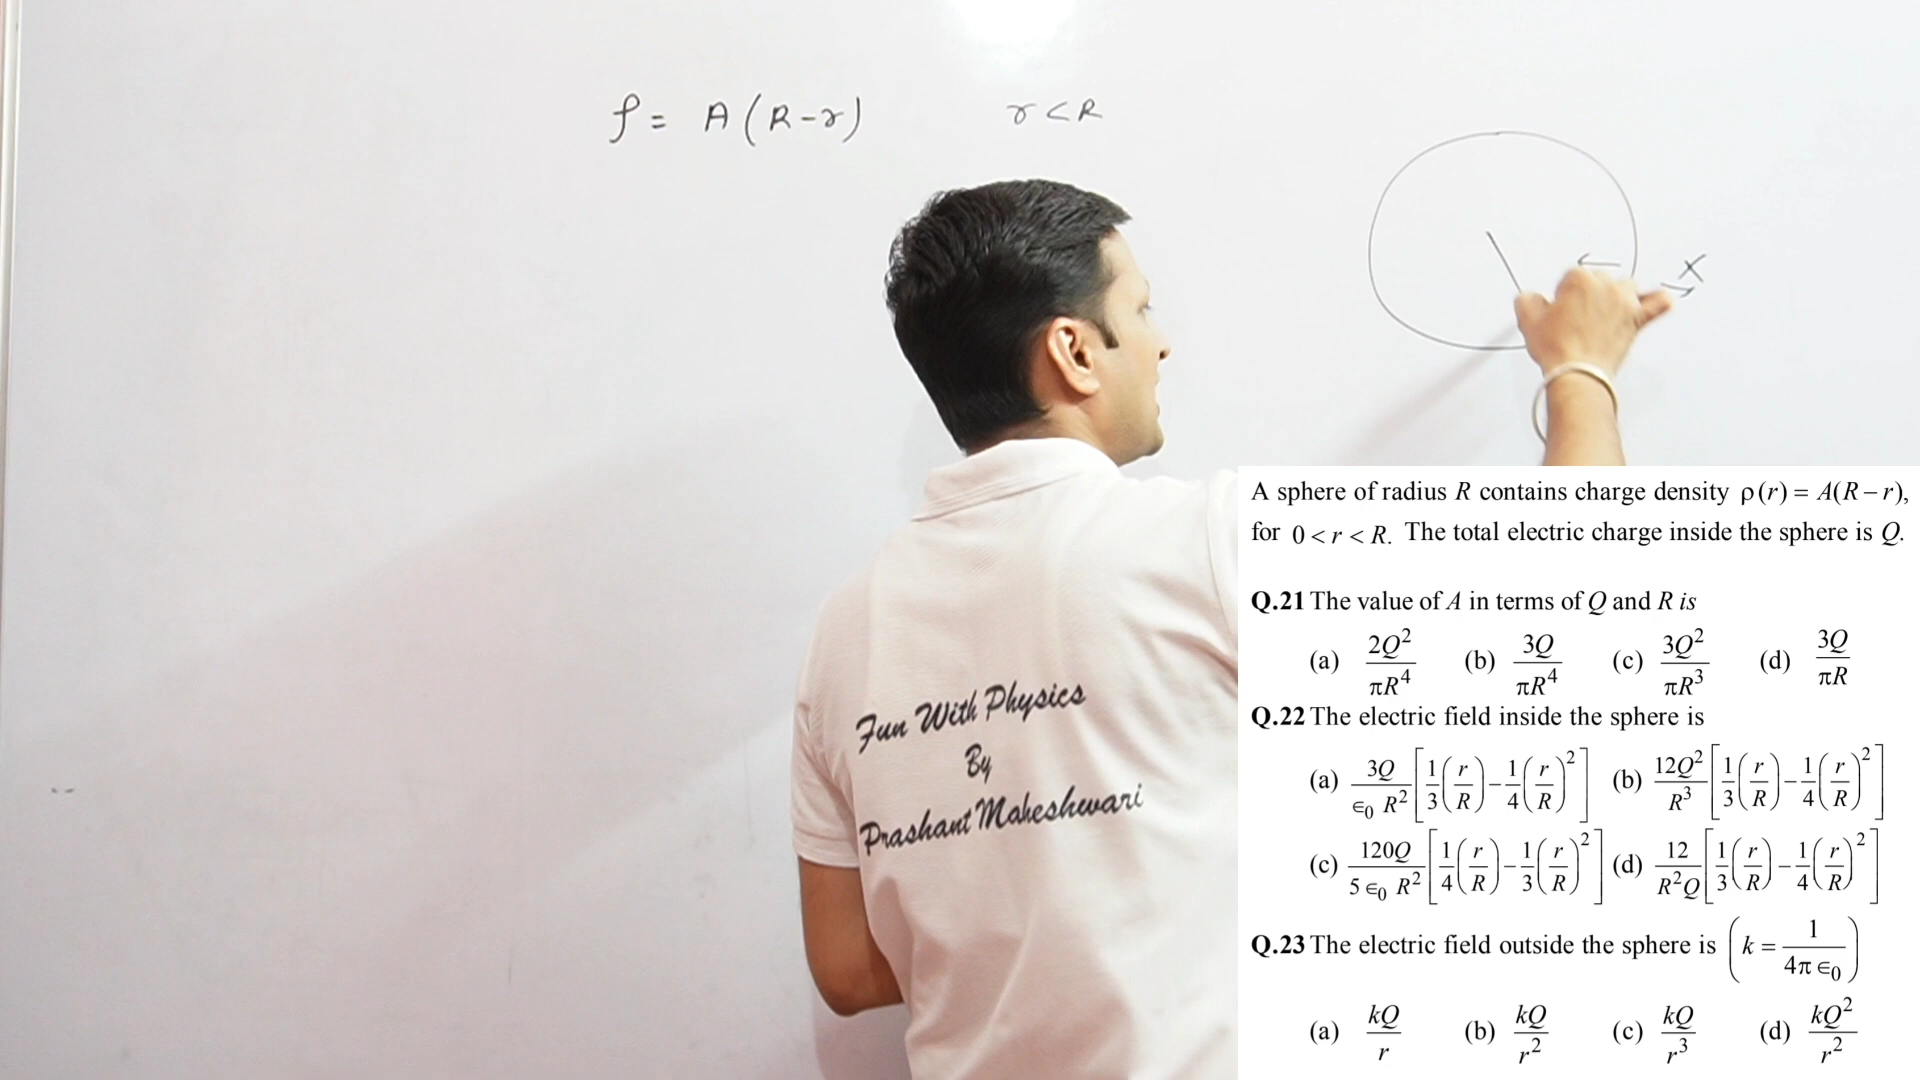 ρ = A(R-r)    r<R
X
Fun With Physics
By
Prashant Maheshwari
A sphere of radius R contains charge density ρ(r) = A(R – r),
for 0 < r < R. The total electric charge inside the sphere is Q.
Q.21 The value of A in terms of Q and R is
(a) 2Q²/πR⁴ (b) 3Q/πR⁴ (c) 3Q²/πR³ (d) 3Q/πR
Q.22 The electric field inside the sphere is
(a) 3Q/∈₀ R² [1/3 (r/R) – 1/4 (r/R)²] (b) 12Q²/R³ [1/3 (r/R) – 1/4 (r/R)²]
(c) 120Q/5 ∈₀ R² [1/4 (r/R) – 1/3 (r/R)²] (d) 12/R²Q [1/3 (r/R) – 1/4 (r/R)²]
Q.23 The electric field outside the sphere is (k = 1/4π ∈₀)
(a) kQ/r (b) kQ/r² (c) kQ/r³ (d) kQ²/r²